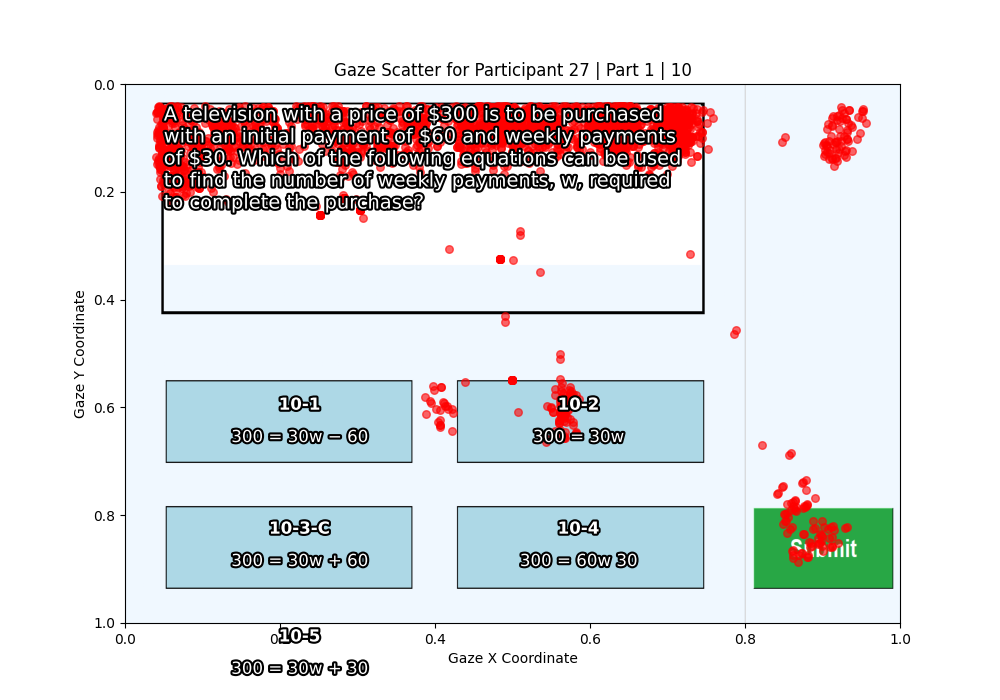 Gaze Scatter for Participant 27 | Part 1 | 10
A television with a price of $300 is to be purchased
with an initial payment of $60 and weekly payments
of $30. Which of the following equations can be used
to find the number of weekly payments, w, required
to complete the purchase?
10-1
300 = 30w − 60
10-2
300 = 30w
10-3-C
300 = 30w + 60
10-4
300 = 60w 30
Submit
10-5
300 = 30w + 30
0.0
0.2
0.4
0.6
0.8
1.0
Gaze Y Coordinate
0.0
0.2
0.4
0.6
0.8
1.0
Gaze X Coordinate